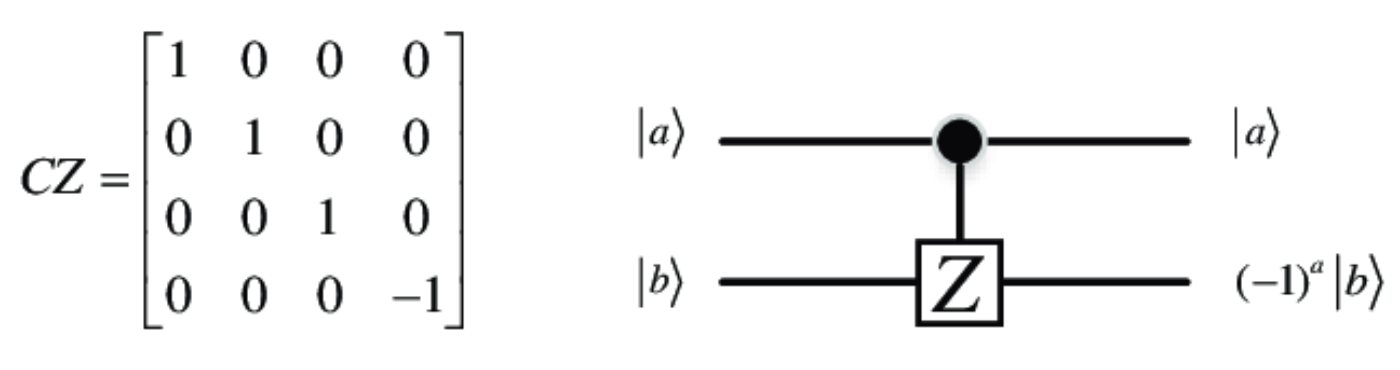 CZ =
1 0 0 0
0 1 0 0
0 0 1 0
0 0 0 −1
|a⟩ |a⟩
|b⟩ Z (−1)ᵃ|b⟩